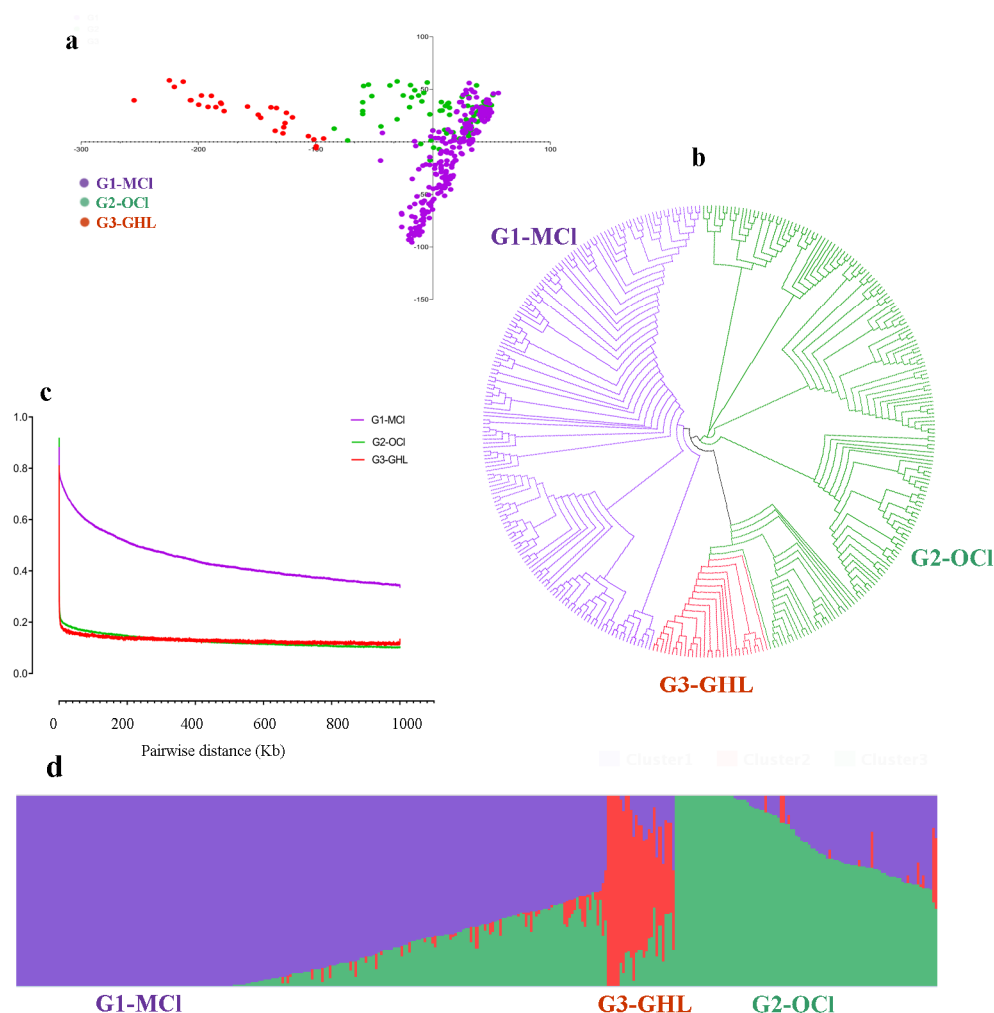 a
100
50
-300
-200
-100
100
-50
-100
-150
G1-MCl
G2-OCl
G3-GHL
b
G1-MCl
G2-OCl
G3-GHL
c
1.0
0.8
0.6
0.4
0.2
0.0
G1-MCl
G2-OCl
G3-GHL
0 200 400 600 800 1000
Pairwise distance (Kb)
d
Cluster1 Cluster2 Cluster3
G1-MCl G3-GHL G2-OCl